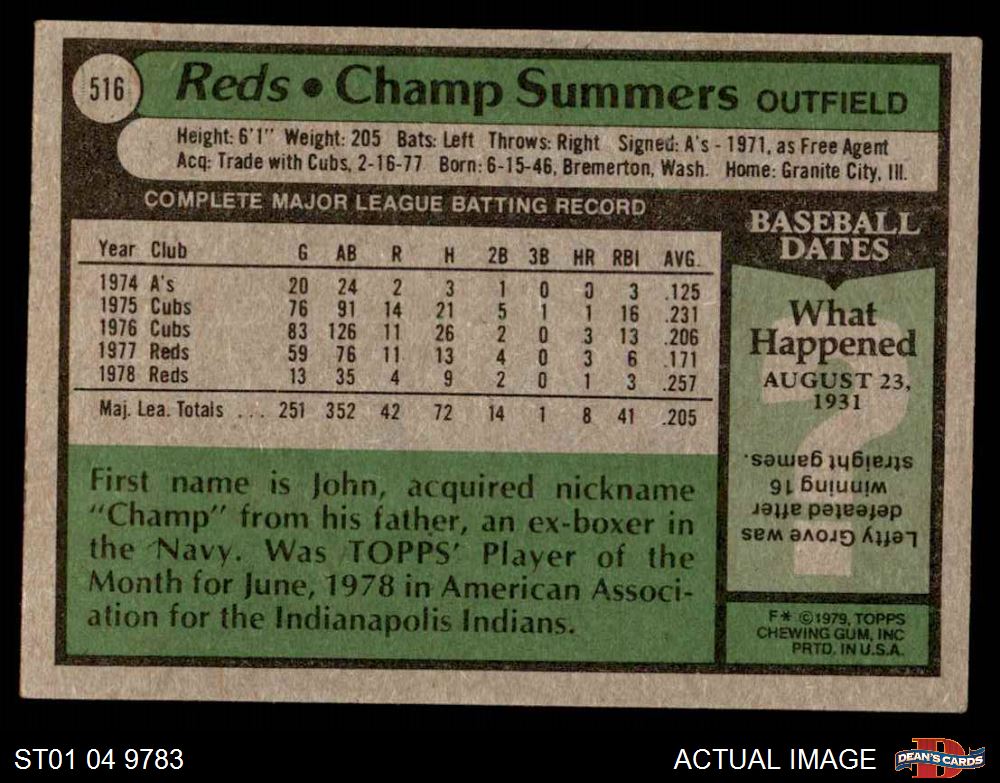 516
Reds • Champ Summers OUTFIELD
Height: 6'1" Weight: 205 Bats: Left Throws: Right Signed: A's - 1971, as Free Agent
Acq: Trade with Cubs, 2-16-77 Born: 6-15-46, Bremerton, Wash. Home: Granite City, Ill.
COMPLETE MAJOR LEAGUE BATTING RECORD
Year Club G AB R H 2B 3B HR RBI AVG.
1974 A's 20 24 2 3 1 0 0 3 .125
1975 Cubs 76 91 14 21 5 1 1 16 .231
1976 Cubs 83 126 11 26 2 0 3 13 .206
1977 Reds 59 76 11 13 4 0 3 6 .171
1978 Reds 13 35 4 9 2 0 1 3 .257
Maj. Lea. Totals ... 251 352 42 72 14 1 8 41 .205
First name is John, acquired nickname
"Champ" from his father, an ex-boxer in
the Navy. Was TOPPS' Player of the
Month for June, 1978 in American Associ-
ation for the Indianapolis Indians.
BASEBALL
DATES
What
Happened
AUGUST 23,
1931
?
Lefty Grove was
defeated after
winning 16
straight games.
F* ©1979, TOPPS
CHEWING GUM, INC
PRTD. IN U.S.A.
ST01 04 9783
ACTUAL IMAGE
D
DEAN'S CARDS